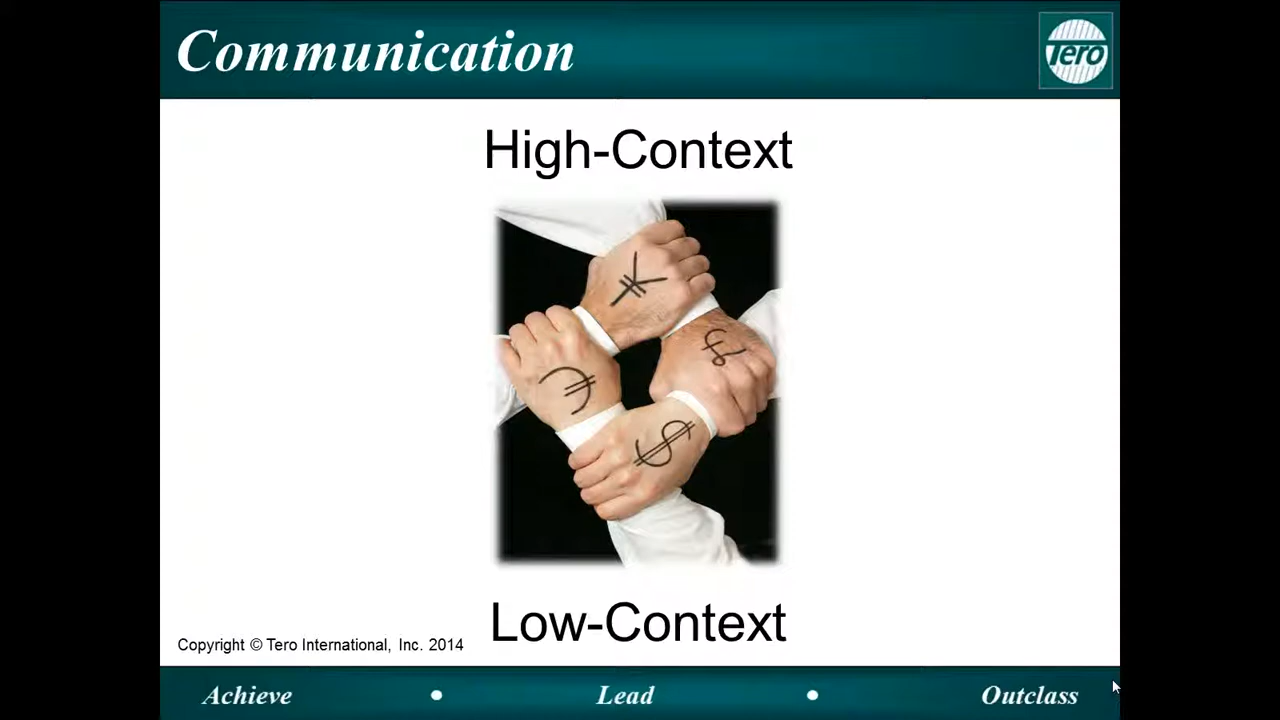 Communication
Tero
High-Context
¥
£
€
$
Low-Context
Copyright © Tero International, Inc. 2014
Achieve • Lead • Outclass